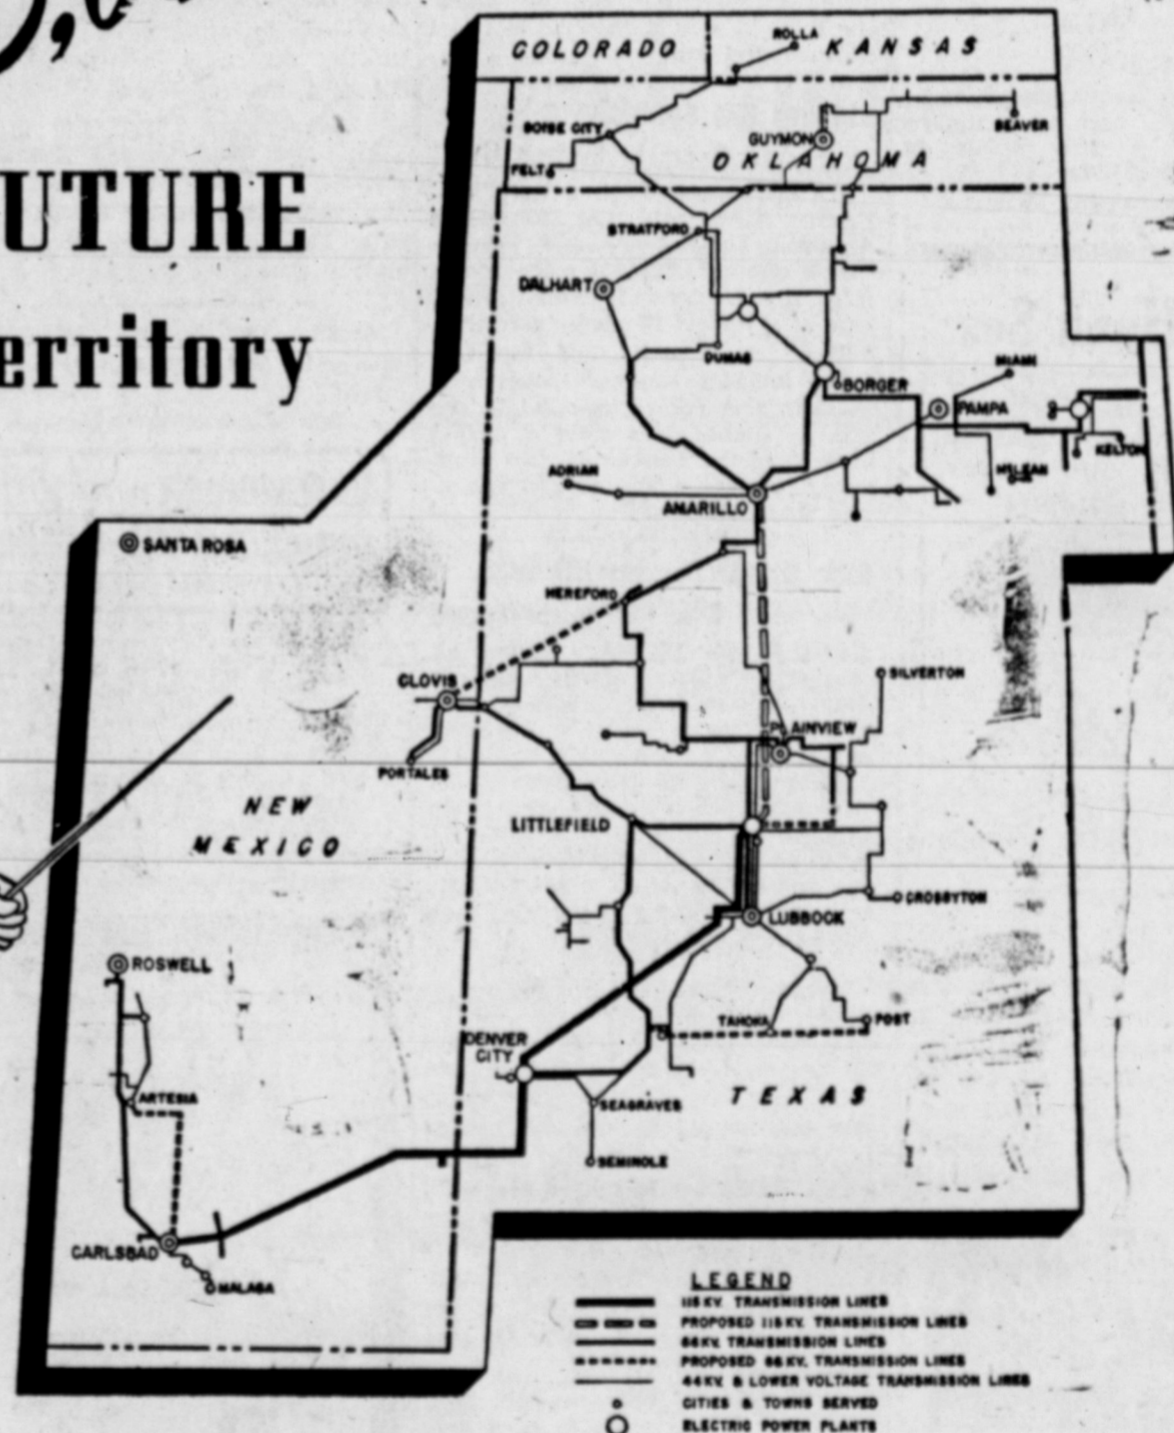 UTURE
erritory
COLORADO
KANSAS
ROLLA
BOISE CITY
FELT
GUYMON
BEAVER
OKLAHOMA
STRATFORD
DALHART
DUMAS
BORGER
MIAMI
PAMPA
KELTON
McLEAN
ADRIAN
AMARILLO
SANTA ROSA
HEREFORD
CLOVIS
SILVERTON
PLAINVIEW
PORTALES
NEW
MEXICO
LITTLEFIELD
CROSBYTON
LUBBOCK
ROSWELL
TAHOKA
POST
DENVER
CITY
ARTESIA
SEAGRAVES
TEXAS
SEMINOLE
CARLSBAD
MALAGA
LEGEND
115 KV. TRANSMISSION LINES
PROPOSED 115 KV. TRANSMISSION LINES
66 KV. TRANSMISSION LINES
PROPOSED 66 KV. TRANSMISSION LINES
44 KV. & LOWER VOLTAGE TRANSMISSION LINES
CITIES & TOWNS SERVED
ELECTRIC POWER PLANTS